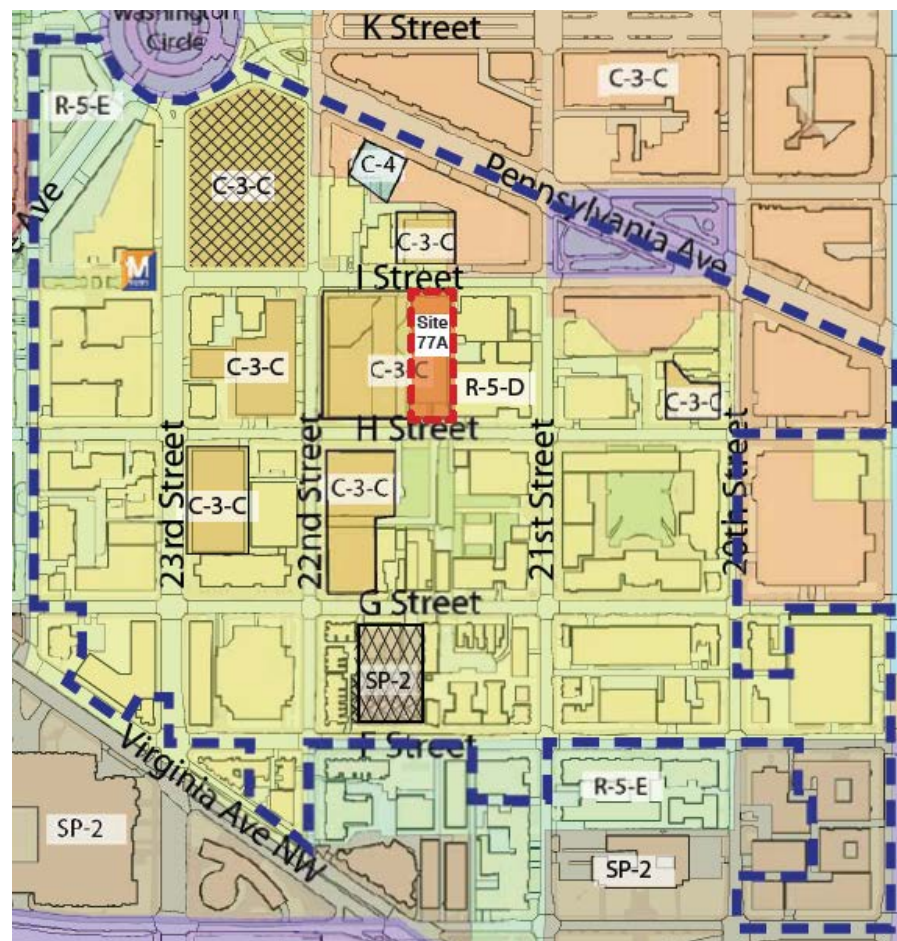 Washington
Circle
K Street
R-5-E
C-3-C
C-4
C-3-C
Pennsylvania Ave
C-3-C
Ave
M
I Street
Site
77A
C-3-C
C-3-C
R-5-D
C-3-C
H Street
23rd Street
22nd Street
21st Street
20th Street
C-3-C
C-3-C
G Street
SP-2
F Street
Virginia Ave NW
R-5-E
SP-2
SP-2